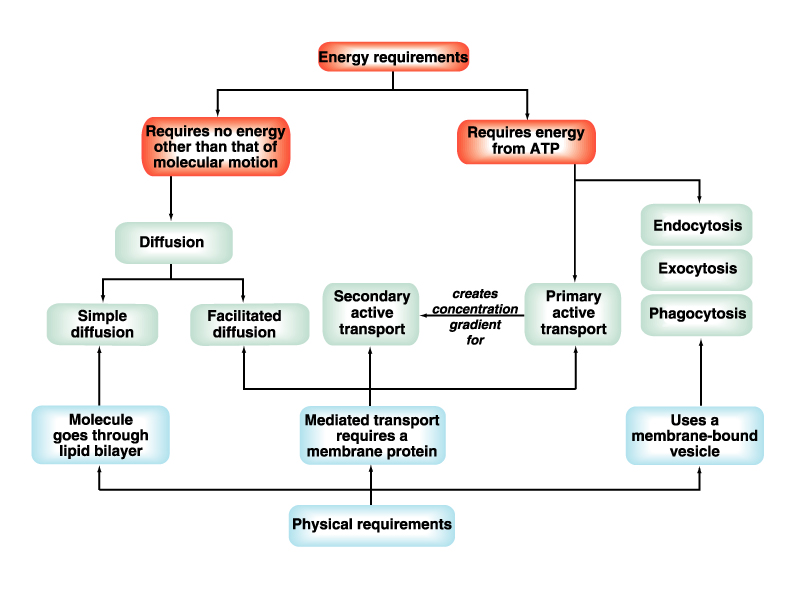 Energy requirements
Requires no energy
other than that of
molecular motion
Requires energy
from ATP
Diffusion
Endocytosis
Exocytosis
Phagocytosis
Simple
diffusion
Facilitated
diffusion
Secondary
active
transport
creates
concentration
gradient
for
Primary
active
transport
Molecule
goes through
lipid bilayer
Mediated transport
requires a
membrane protein
Uses a
membrane-bound
vesicle
Physical requirements